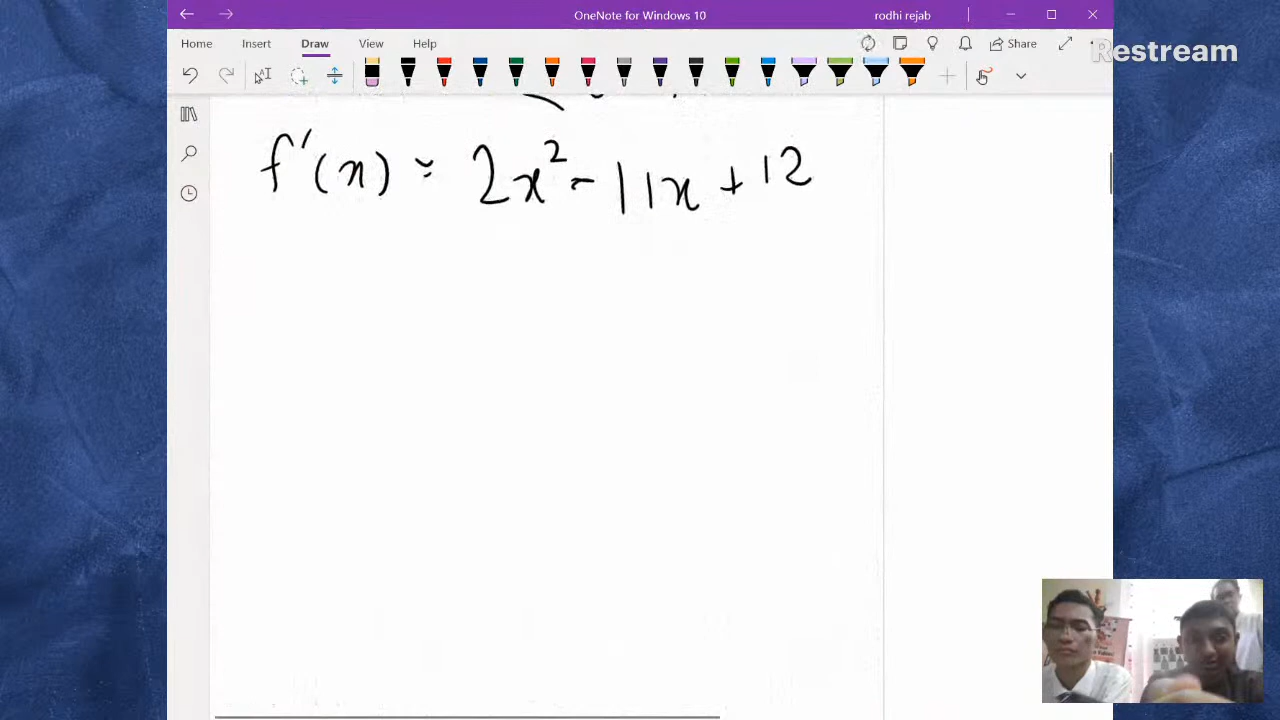 OneNote for Windows 10
rodhi rejab
Home Insert Draw View Help
Share
Restream
f'(x) = 2x² - 11x + 12